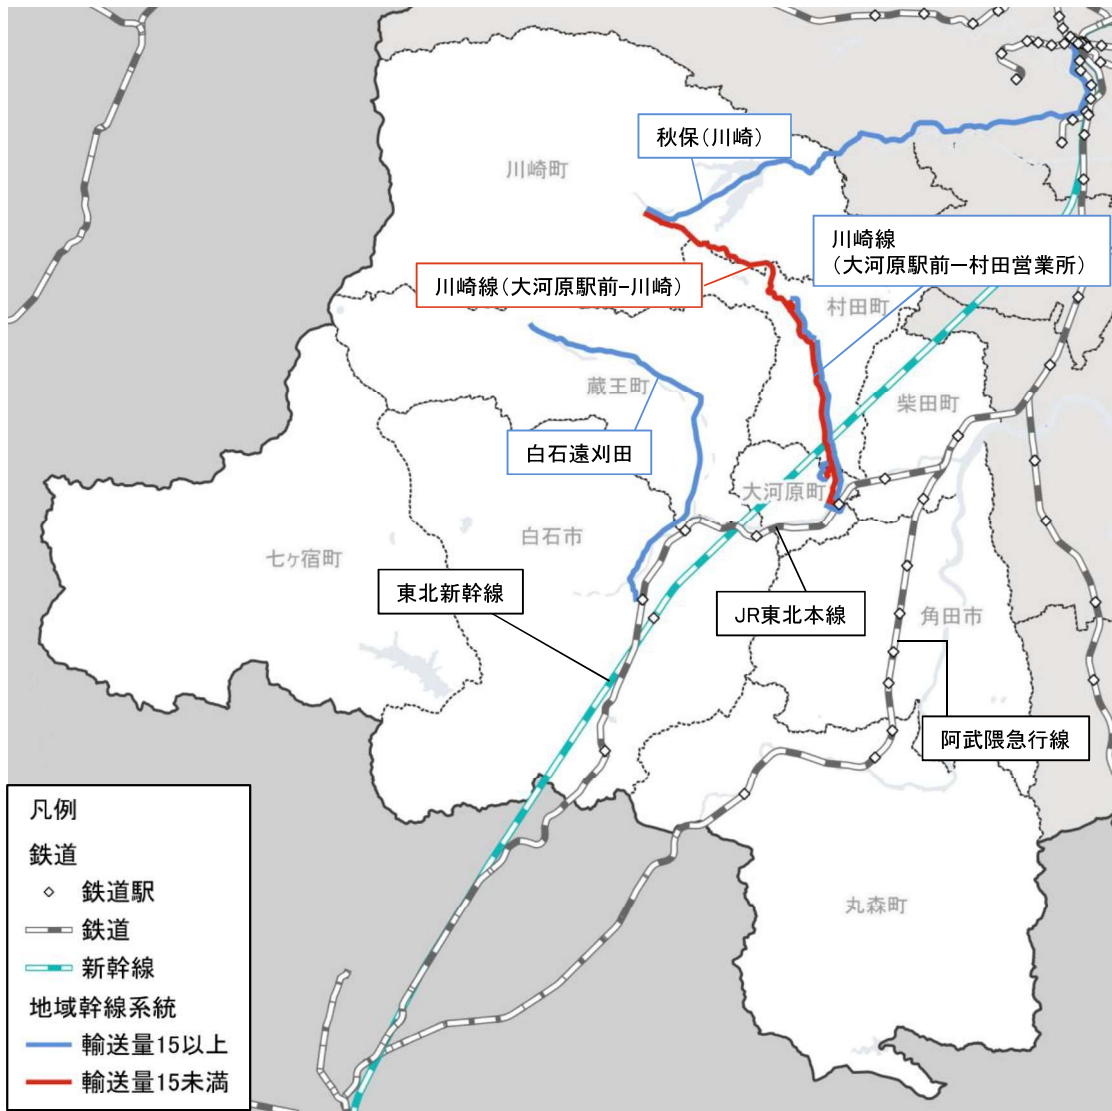 秋保(川崎)
川崎町
川崎線
(大河原駅前ー村田営業所)
川崎線(大河原駅前-川崎)
村田町
蔵王町
柴田町
白石遠刈田
大河原町
白石市
七ヶ宿町
東北新幹線
JR東北本線
角田市
阿武隈急行線
丸森町
凡例
鉄道
鉄道駅
鉄道
新幹線
地域幹線系統
輸送量15以上
輸送量15未満